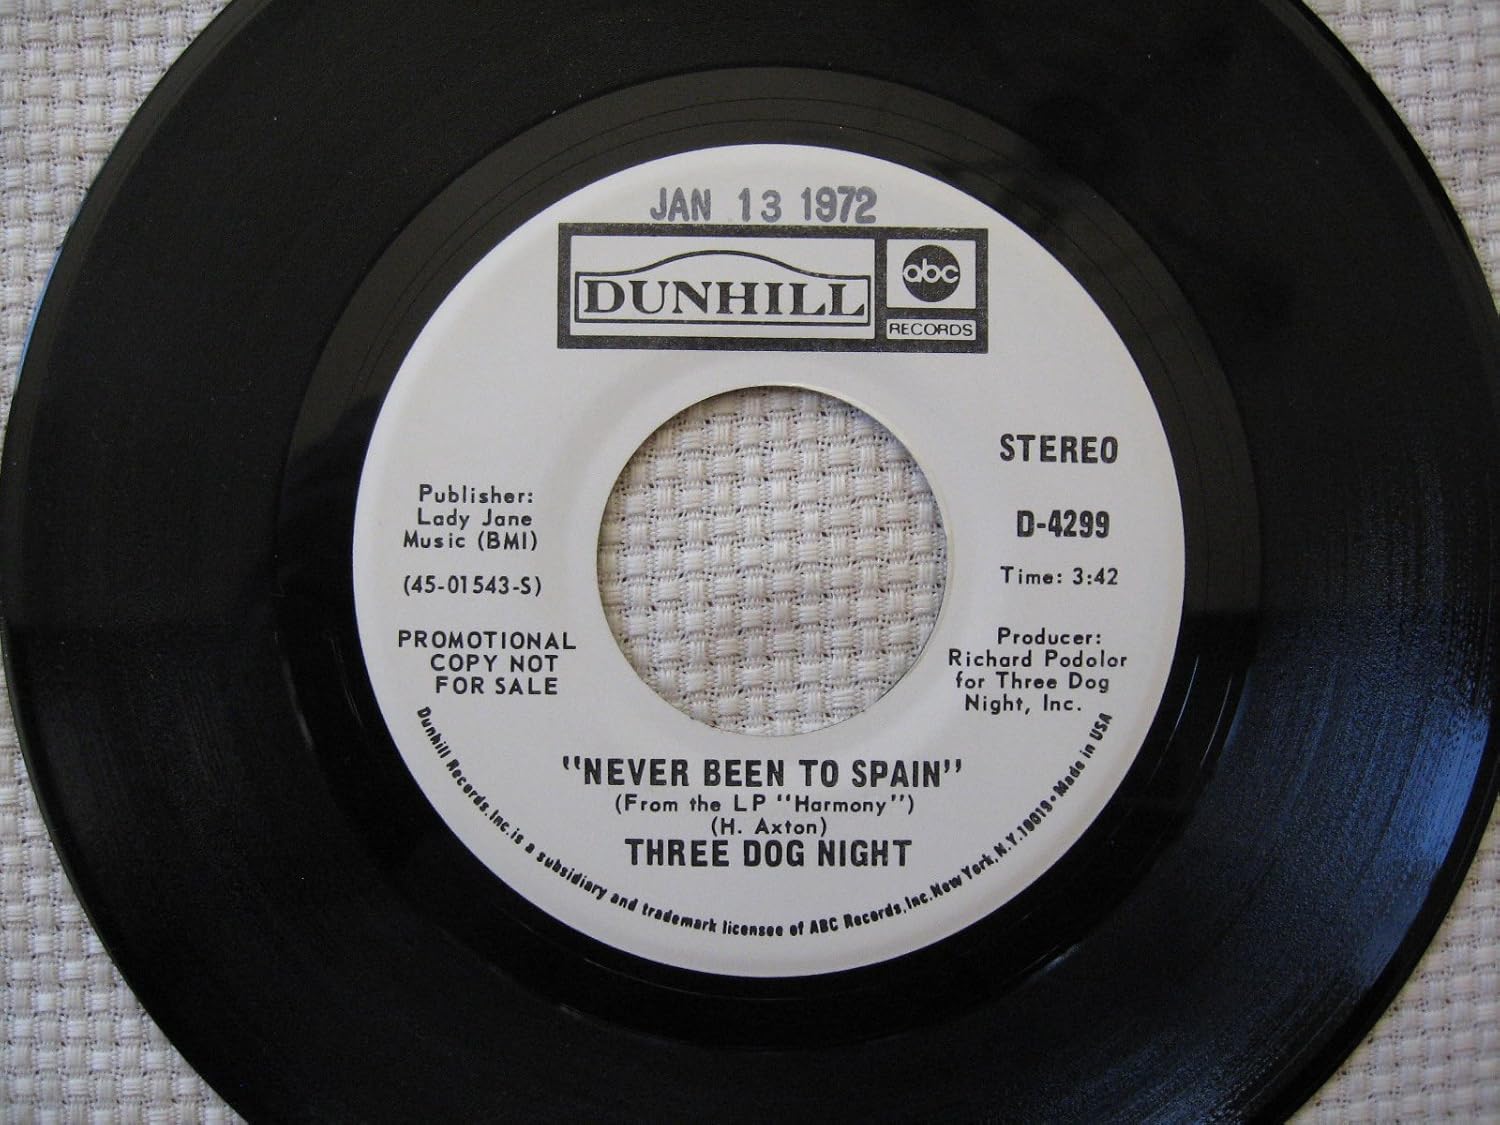 JAN 13 1972
DUNHILL
abc
RECORDS
STEREO
D-4299
Time: 3:42
Publisher:
Lady Jane
Music (BMI)
(45-01543-S)
PROMOTIONAL
COPY NOT
FOR SALE
Producer:
Richard Podolor
for Three Dog
Night, Inc.
"NEVER BEEN TO SPAIN"
(From the LP "Harmony")
(H. Axton)
THREE DOG NIGHT
Dunhill Records, Inc. is a subsidiary and trademark licensee of ABC Records, Inc. New York, N.Y. 10019 • Made in USA